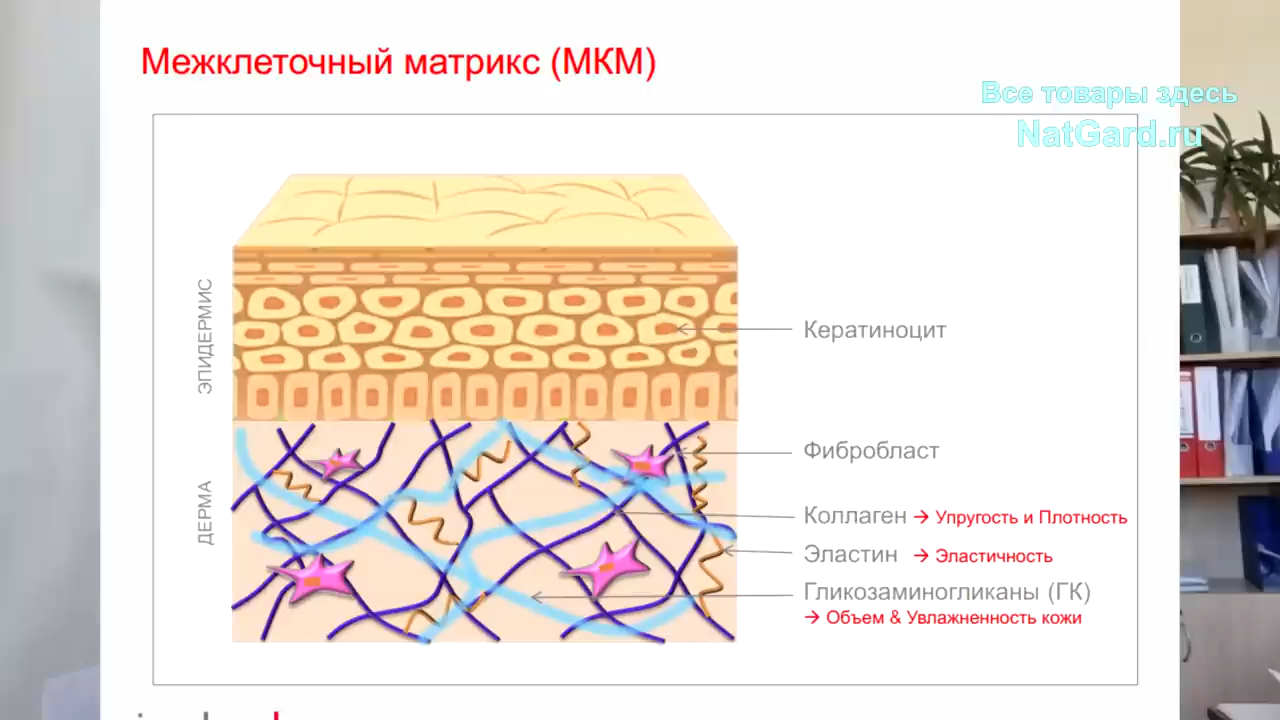 Межклеточный матрикс (МКМ)
Все товары здесь
NatGard.ru
ЭПИДЕРМИС
Кератиноцит
ДЕРМА
Фибробласт
Коллаген → Упругость и Плотность
Эластин → Эластичность
Гликозаминогликаны (ГК)
→ Объем & Увлажненность кожи